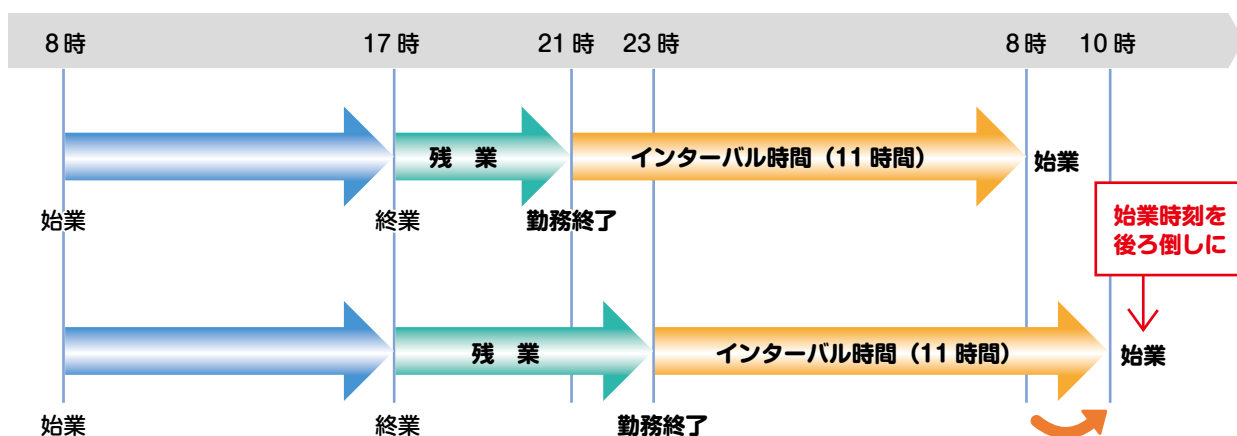 8時 17時 21時 23時 8時 10時
残 業 インターバル時間（11時間） 始業
始業 終業 勤務終了
始業時刻を
後ろ倒しに
残 業 インターバル時間（11時間） 始業
始業 終業 勤務終了